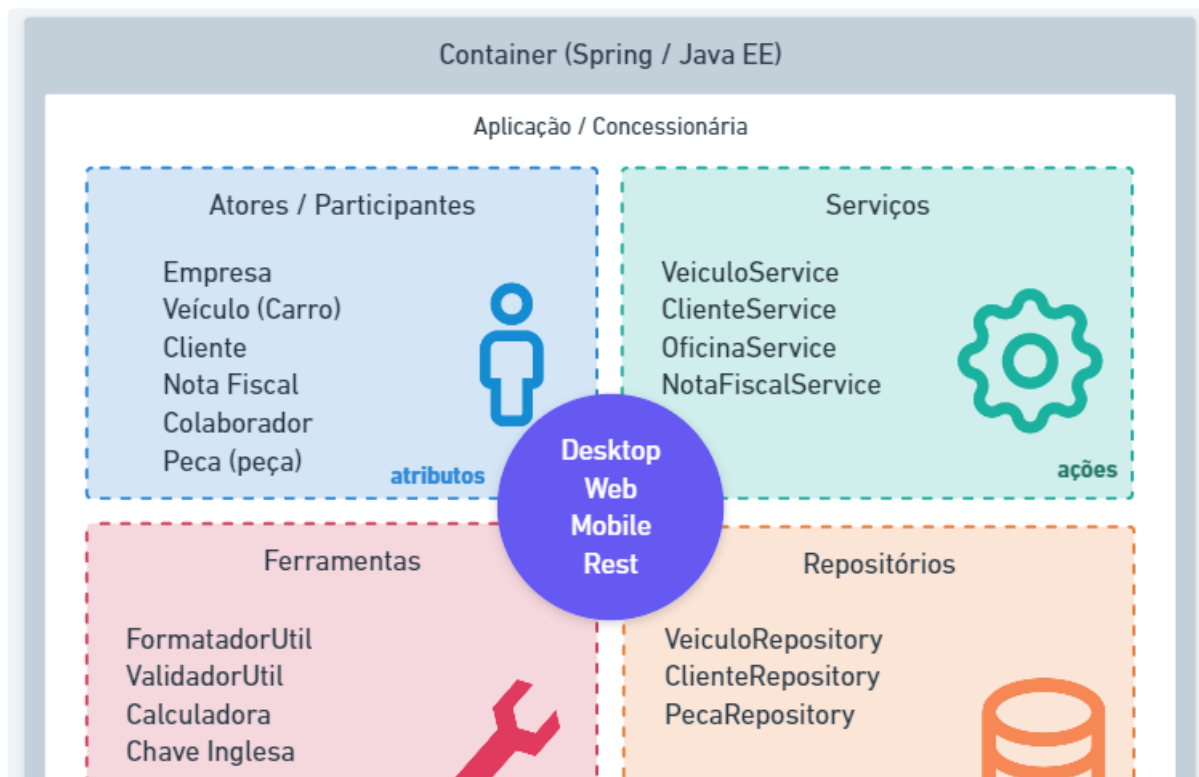 Container (Spring / Java EE)
Aplicação / Concessionária
Atores / Participantes
Empresa
Veículo (Carro)
Cliente
Nota Fiscal
Colaborador
Peca (peça)
atributos
Serviços
VeiculoService
ClienteService
OficinaService
NotaFiscalService
ações
Desktop
Web
Mobile
Rest
Ferramentas
FormatadorUtil
ValidadorUtil
Calculadora
Chave Inglesa
Repositórios
VeiculoRepository
ClienteRepository
PecaRepository